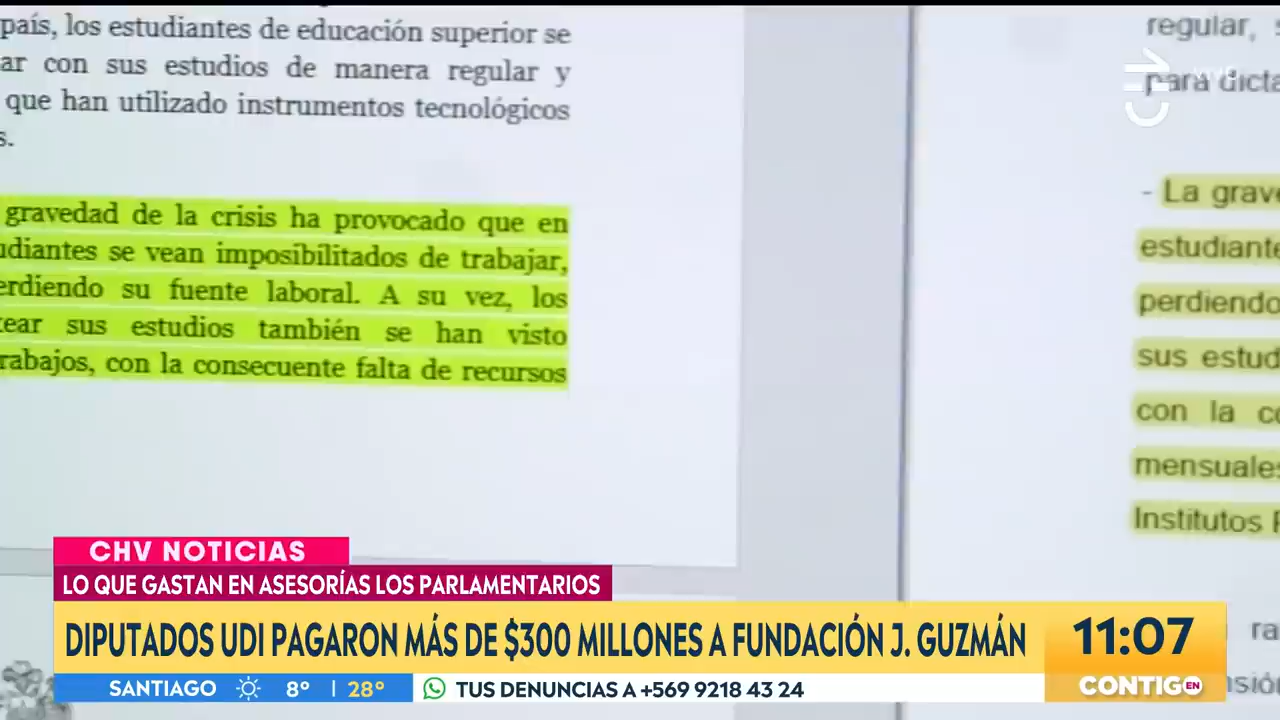 país, los estudiantes de educación superior se
ar con sus estudios de manera regular y
que han utilizado instrumentos tecnológicos
s.
gravedad de la crisis ha provocado que en
udiantes se vean imposibilitados de trabajar,
erdiendo su fuente laboral. A su vez, los
ear sus estudios también se han visto
rabajos, con la consecuente falta de recursos
regular,
para dicta
- La grave
estudiante
perdiendo
sus estud
con la co
mensuales
Institutos
ra
nsión
CHV NOTICIAS
LO QUE GASTAN EN ASESORÍAS LOS PARLAMENTARIOS
DIPUTADOS UDI PAGARON MÁS DE $300 MILLONES A FUNDACIÓN J. GUZMÁN
11:07
SANTIAGO 8° | 28°
TUS DENUNCIAS A +569 9218 43 24
CONTIGO EN